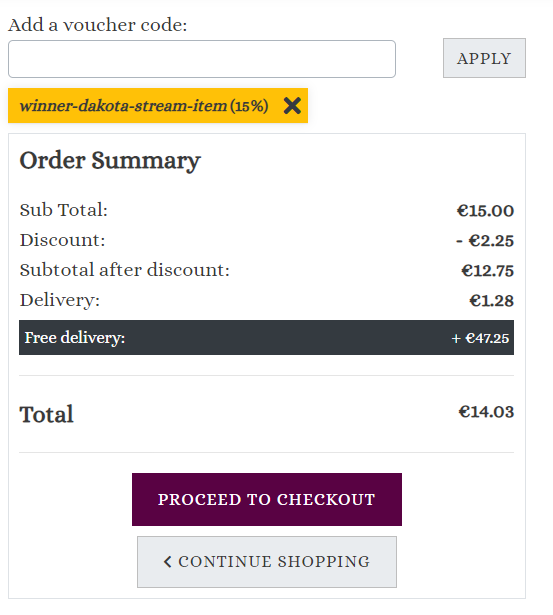 Add a voucher code:
APPLY
winner-dakota-stream-item (15%)
Order Summary
Sub Total: €15.00
Discount: - €2.25
Subtotal after discount: €12.75
Delivery: €1.28
Free delivery: + €47.25
Total €14.03
PROCEED TO CHECKOUT
CONTINUE SHOPPING